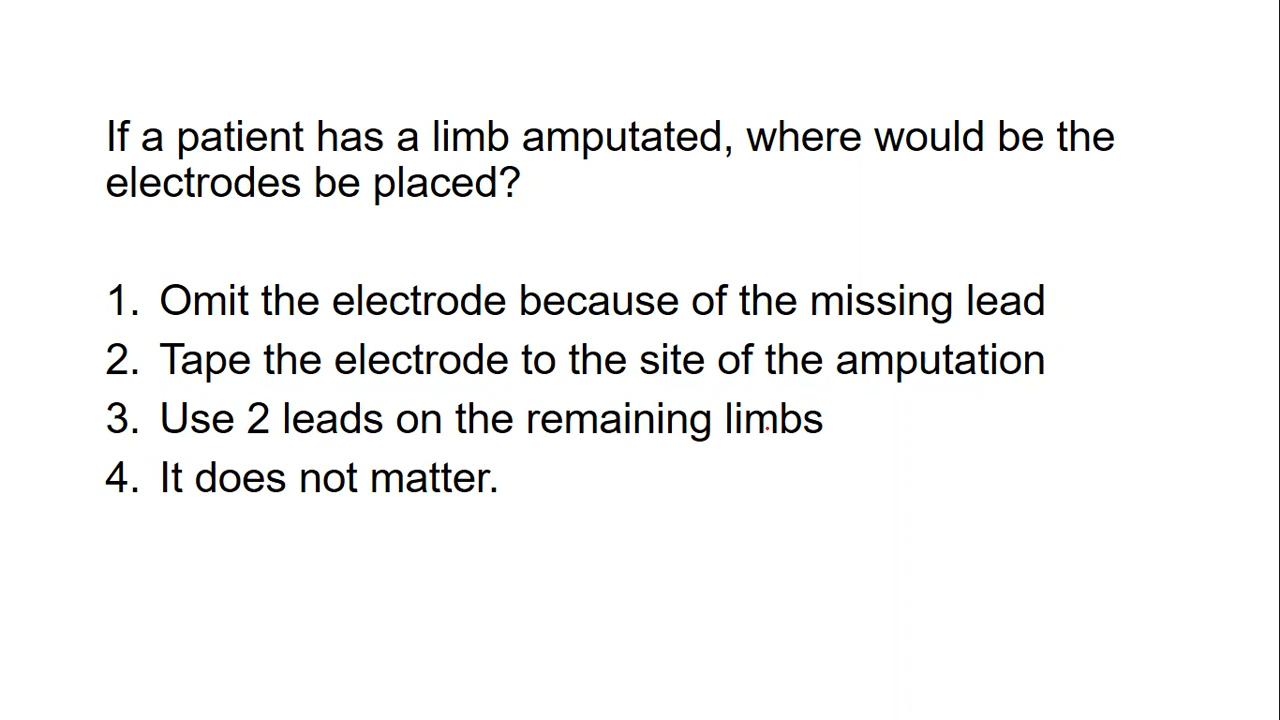 If a patient has a limb amputated, where would be the
electrodes be placed?
1. Omit the electrode because of the missing lead
2. Tape the electrode to the site of the amputation
3. Use 2 leads on the remaining limbs
4. It does not matter.